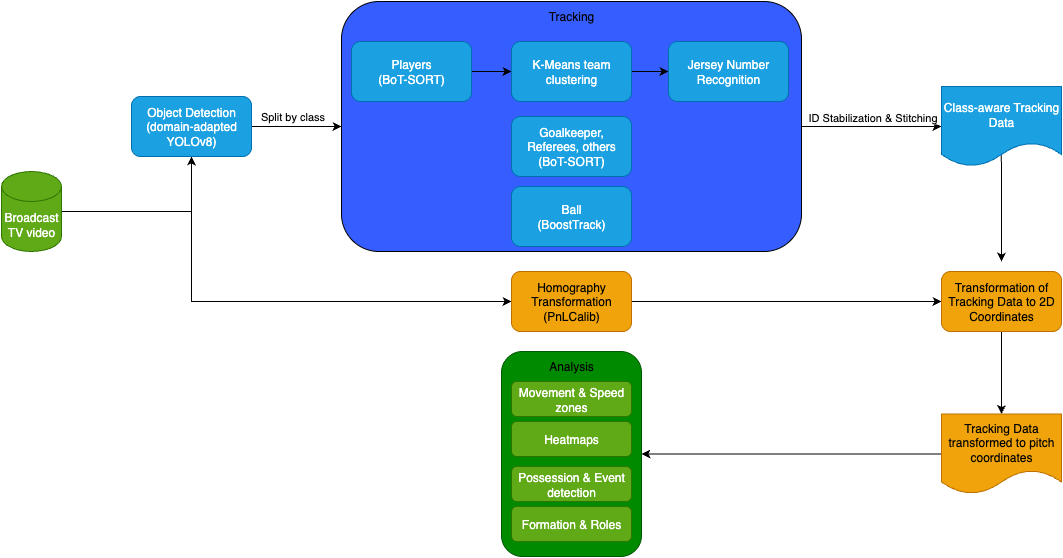 Tracking
Players
(BoT-SORT)
K-Means team
clustering
Jersey Number
Recognition
Object Detection
(domain-adapted
YOLOv8)
Split by class
Goalkeeper,
Referees, others
(BoT-SORT)
Ball
(BoostTrack)
ID Stabilization & Stitching
Class-aware Tracking
Data
Broadcast
TV video
Homography
Transformation
(PnLCalib)
Transformation of
Tracking Data to 2D
Coordinates
Analysis
Movement & Speed
zones
Heatmaps
Possession & Event
detection
Formation & Roles
Tracking Data
transformed to pitch
coordinates